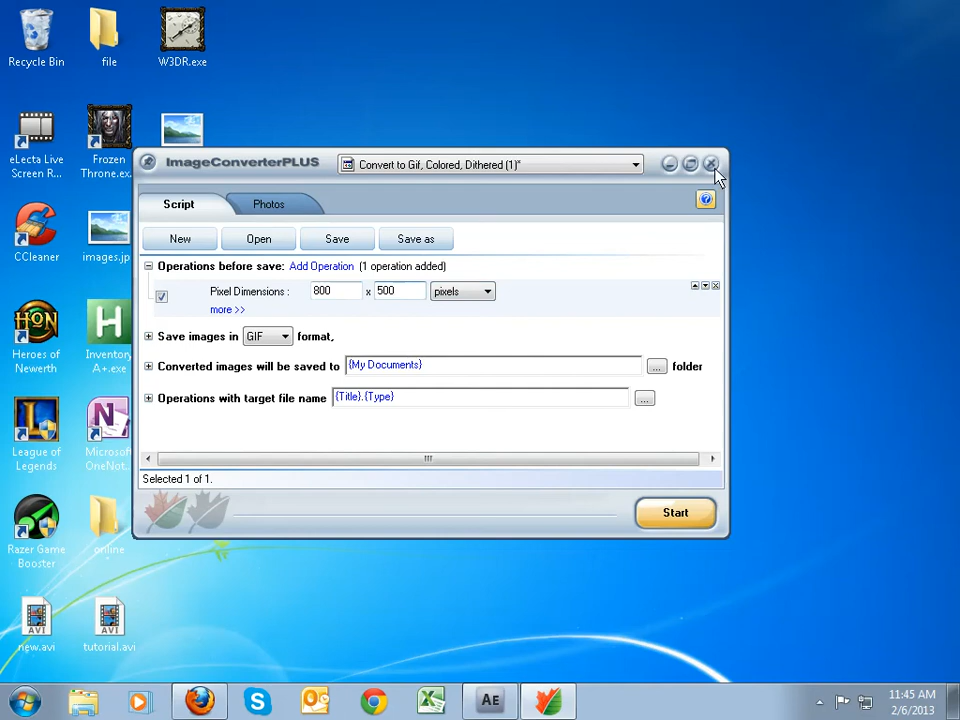 Recycle Bin
file
W3DR.exe
eLecta Live
Screen R...
Frozen
Throne.ex
CCleaner
images.jp
Heroes of
Newerth
Inventory
A+.exe
League of
Legends
Microsof
OneNot.
Razer Game
Booster
online
new.avi
tutorial.avi
ImageConverterPLUS
Convert to Gif, Colored, Dithered (1)*
Script
Photos
New
Open
Save
Save as
Operations before save: Add Operation (1 operation added)
Pixel Dimensions : 800 x 500 pixels
more >>
Save images in GIF format,
Converted images will be saved to {My Documents} ... folder
Operations with target file name {Title}.{Type} ...
Selected 1 of 1.
Start
Ae
11:45 AM
2/6/2013